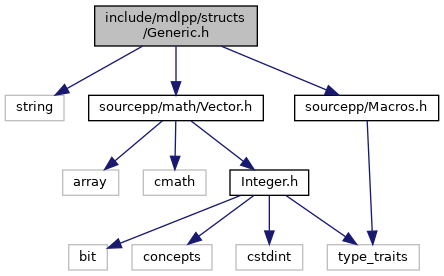 include/mdlpp/structs
/Generic.h
string
sourcepp/math/Vector.h
sourcepp/Macros.h
array
cmath
Integer.h
bit
concepts
cstdint
type_traits